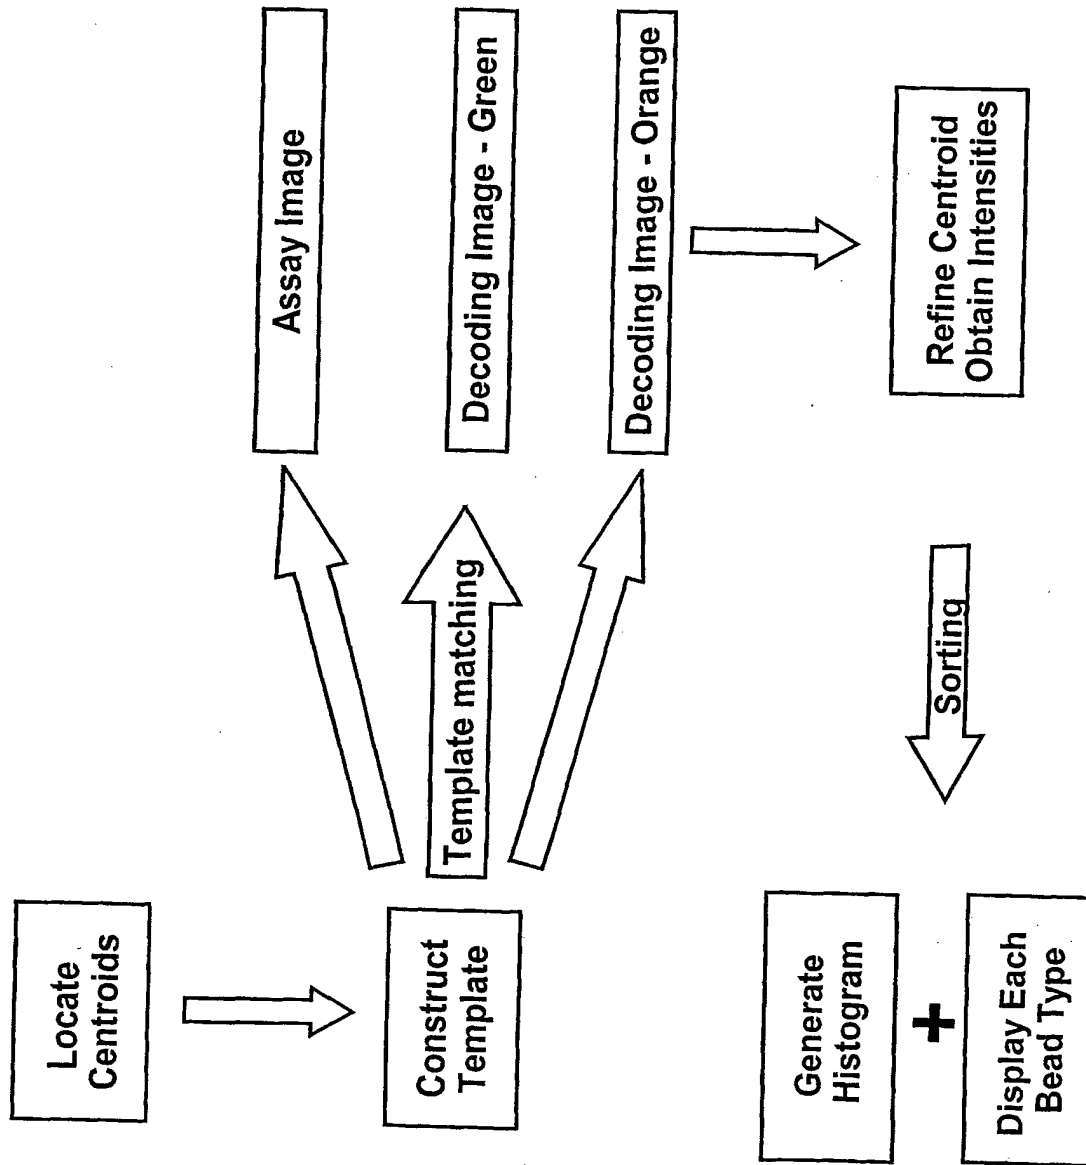 Locate
Centroids
Construct
Template
Template matching
Assay Image
Decoding Image - Green
Decoding Image - Orange
Refine Centroid
Obtain Intensities
Sorting
Generate
Histogram
+
Display Each
Bead Type